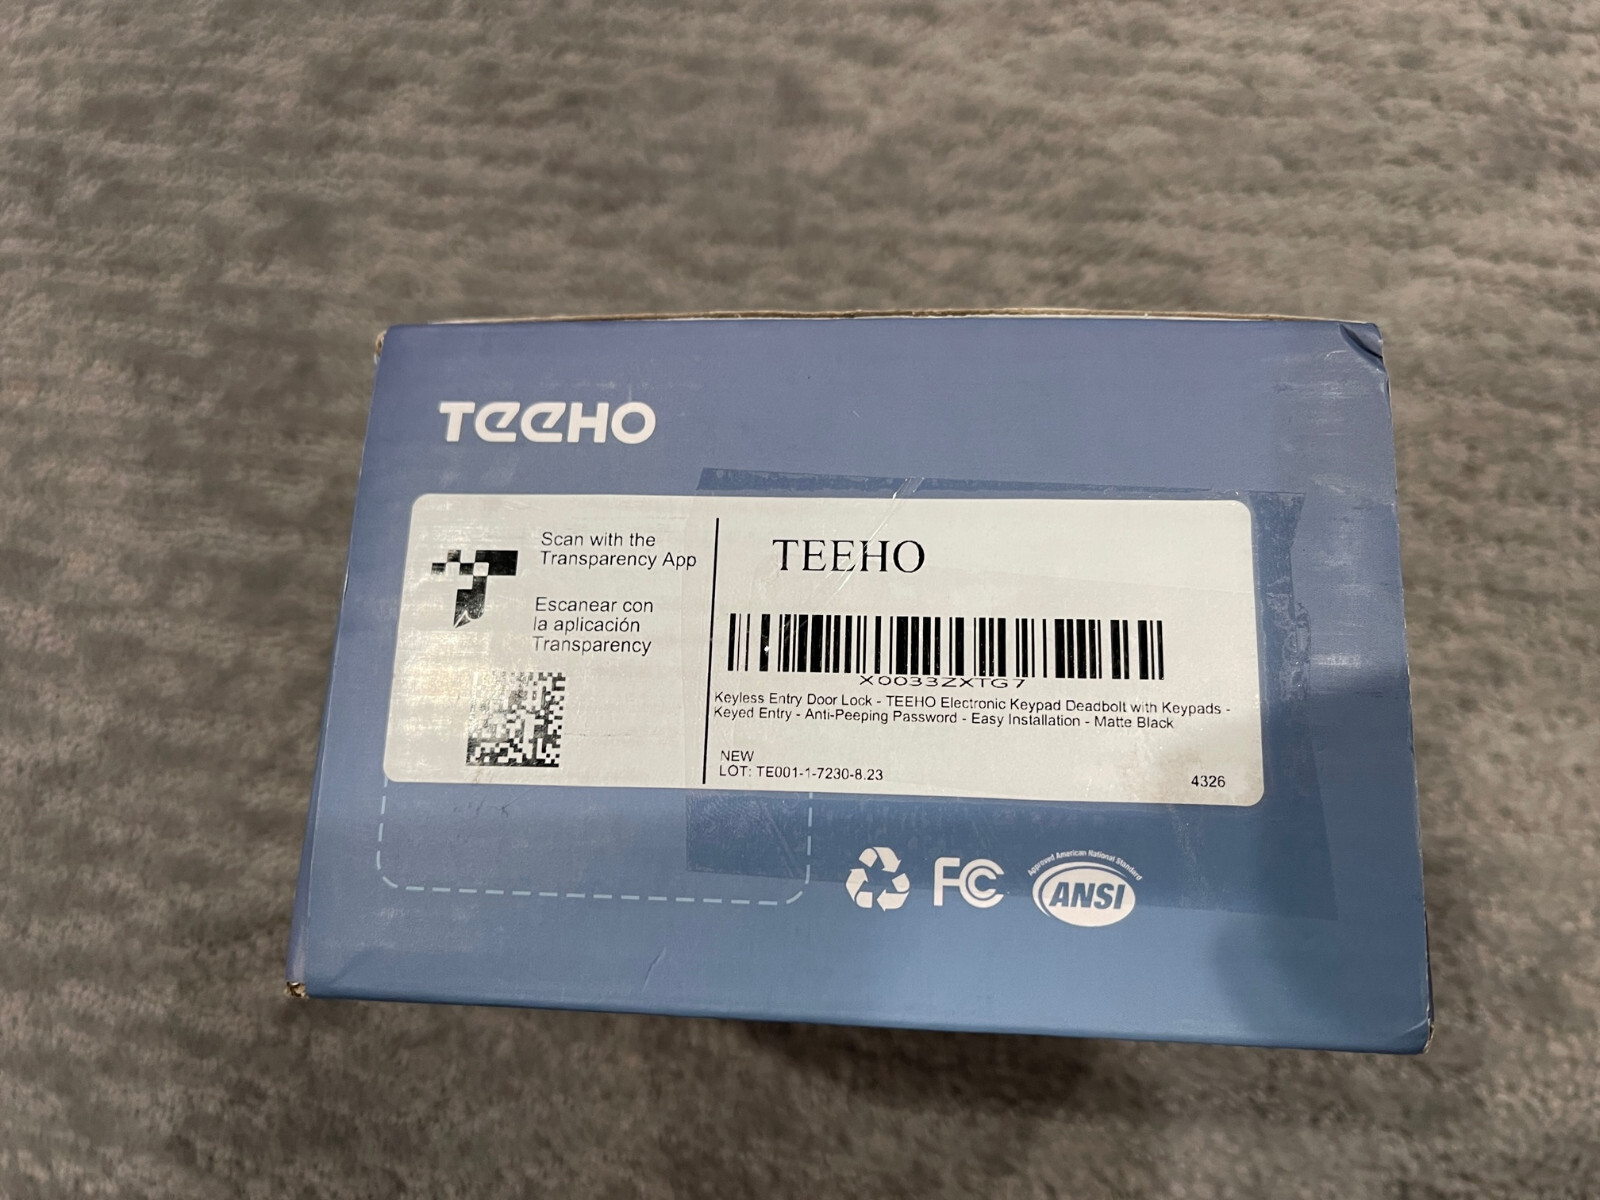 TEEHO
Scan with the
Transparency App
Escanear con
la aplicación
Transparency
TEEHO
X0033ZXTG7
Keyless Entry Door Lock - TEEHO Electronic Keypad Deadbolt with Keypads -
Keyed Entry - Anti-Peeping Password - Easy Installation - Matte Black
NEW
LOT: TE001-1-7230-8.23
4326
FC
Approved American National Standard
ANSI